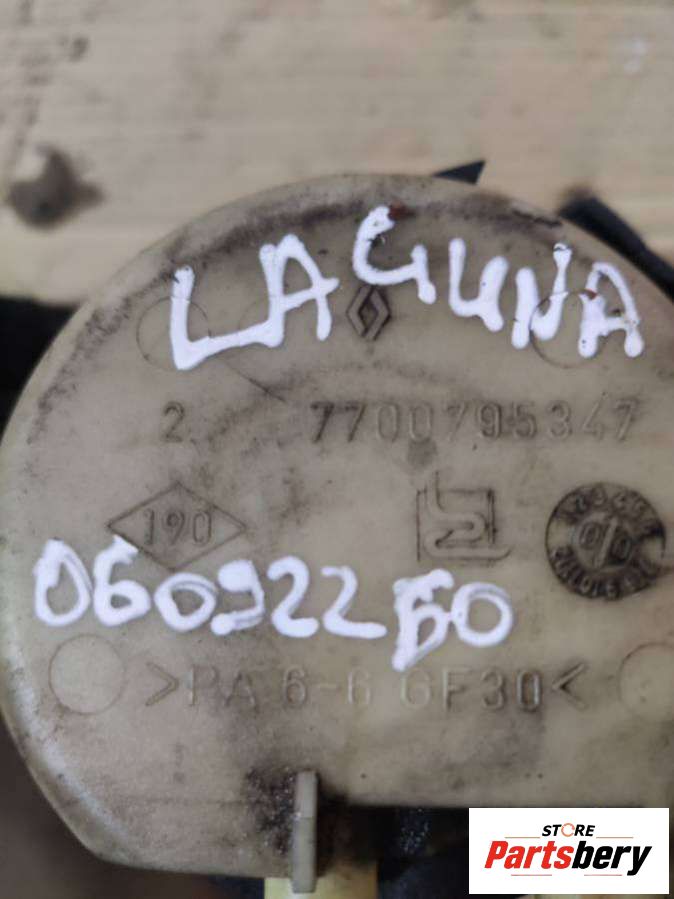 LAGUNA
2 7700795347
190
060922БО
>PA 6-6 GF30<
STORE
Partsbery